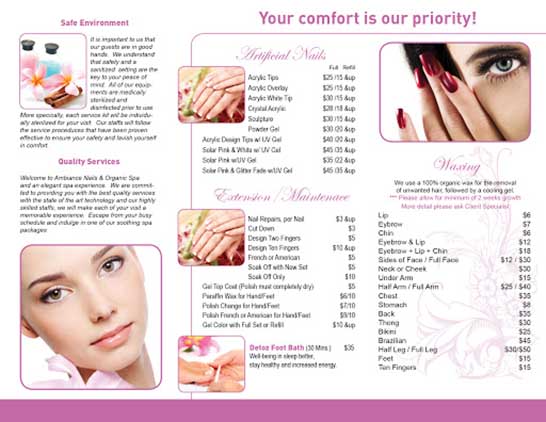 Your comfort is our priority!
Safe Environment
It is important to us that
our guests are in good
hands. We understand
that safety and a
sanitized setting are the
key to your peace of
mind. All of our equip-
ments are medically
sterilized and
disinfected prior to use.
More specially, each service kit will be individu-
ally sterilized for your visit. Our staffs will follow
the service procedures that have been proven
effective to ensure your safety and lavish yourself
in comfort.
Quality Services
Welcome to Ambiance Nails & Organic Spa
and an elegant spa experience. We are commit-
ted to providing you with the best quality services
with the state of the art technology and our highly
skilled staffs, we will make each of your visit a
memorable experience. Escape from your busy
schedule and indulge in one of our soothing spa
packages
Artificial Nails
Full Refill
Acrylic Tips $25 /15 &up
Acrylic Overlay $25 /15 &up
Acrylic White Tip $30 /15 &up
Crystal Acrylic $28 /18 &up
Sculpture $30 /15 &up
Powder Gel $30 /20 &up
Acrylic Design Tips w/ UV Gel $40 /20 &up
Solar Pink & White w/ UV Gel $45 /35 &up
Solar Pink w/UV Gel $35 /22 &up
Solar Pink & Glitter Fade w/UV Gel $45 /35 &up
Extension / Maintenace
Nail Repairs, per Nail $3 &up
Cut Down $3
Design Two Fingers $5
Design Ten Fingers $10 &up
French or American $5
Soak Off with New Set $5
Soak Off Only $10
Gel Top Coat (Polish must completely dry) $5
Paraffin Wax for Hand/Feet $6/10
Polish Change for Hand/Feet $7/10
Polish French or American for Hand/Feet $9/10
Gel Color with Full Set or Refill $10 &up
Detox Foot Bath (30 Mins.) $35
Well-being in sleep better,
stay healthy and increased energy.
Waxing
We use a 100% organic wax for the removal
of unwanted hair, followed by a cooling gel.
*** Please allow for minimum of 2 weeks growth
More detail please ask Client Specialist
Lip $6
Eybrow $7
Chin $6
Eyebrow & Lip $12
Eyebrow + Lip + Chin $18
Sides of Face / Full Face $12 / $30
Neck or Cheek $30
Under Arm $15
Half Arm / Full Arm $25 / $40
Chest $35
Stomach $8
Back $35
Thong $30
Bikini $25
Brazilian $45
Half Leg / Full Leg $30/$50
Feet $15
Ten Fingers $15